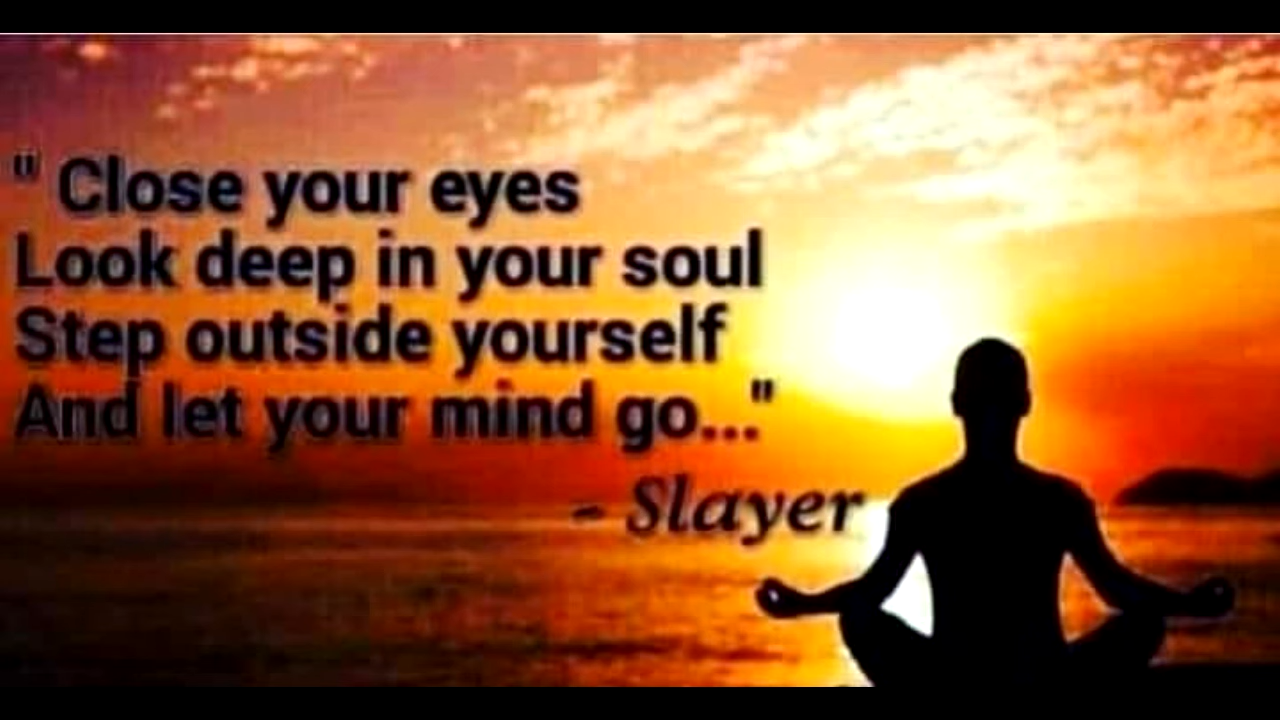 " Close your eyes
Look deep in your soul
Step outside yourself
And let your mind go..."
- Slayer